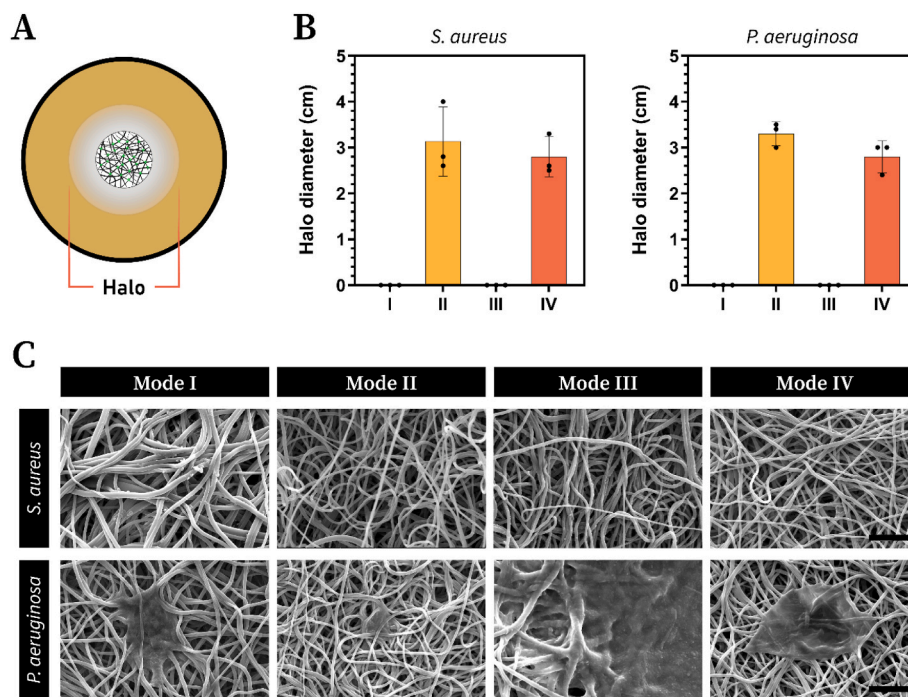 A
Halo
B
S. aureus
Halo diameter (cm)
5
4
3
2
1
0
I
II
III
IV
P. aeruginosa
Halo diameter (cm)
5
4
3
2
1
0
I
II
III
IV
C
Mode I
Mode II
Mode III
Mode IV
S. aureus
P. aeruginosa